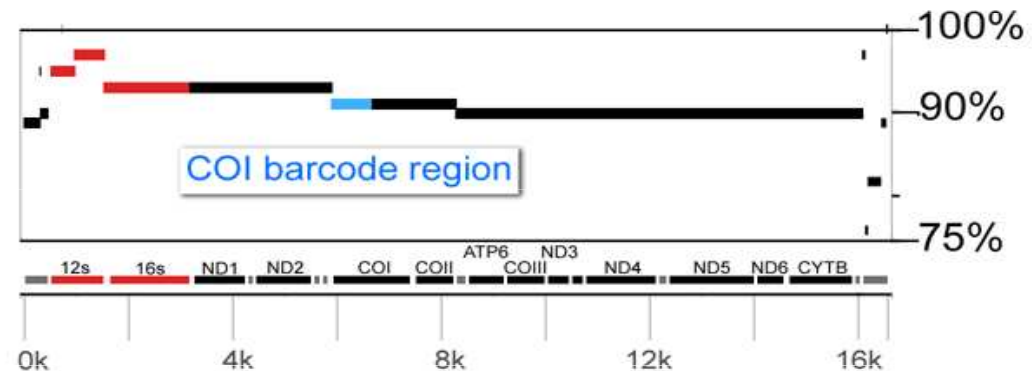 100%
90%
COI barcode region
75%
ATP6 ND3
12s 16s ND1 ND2 COI COII COIII ND4 ND5 ND6 CYTB
0k 4k 8k 12k 16k